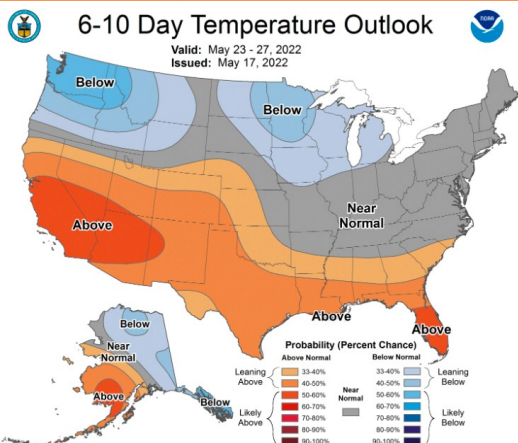 6-10 Day Temperature Outlook
noaa
Valid: May 23 - 27, 2022
Issued: May 17, 2022
Below
Below
Near
Normal
Above
Above
Above
Below
Near
Normal
Above
Below
Probability (Percent Chance)
Above Normal
Below Normal
Leaning
Above
33-40%
40-50%
Likely
Above
50-60%
60-70%
70-80%
80-90%
90-100%
Near
Normal
33-40%
40-50%
Leaning
Below
50-60%
60-70%
70-80%
80-90%
90-100%
Likely
Below